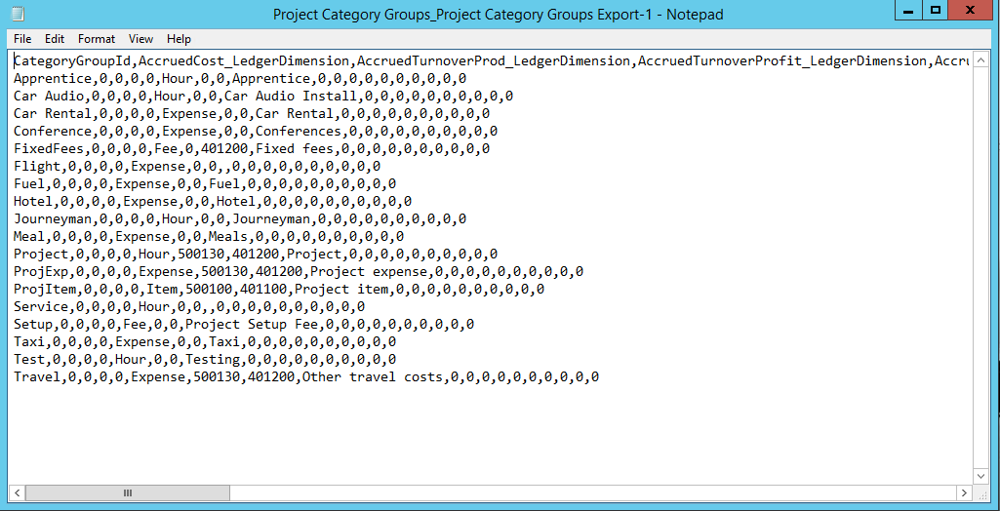 Project Category Groups_Project Category Groups Export-1 - Notepad
File Edit Format View Help
CategoryGroupId,AccruedCost_LedgerDimension,AccruedTurnoverProd_LedgerDimension,AccruedTurnoverProfit_LedgerDimension,Accru
Apprentice,0,0,0,0,Hour,0,0,Apprentice,0,0,0,0,0,0,0,0,0,0
Car Audio,0,0,0,0,Hour,0,0,Car Audio Install,0,0,0,0,0,0,0,0,0,0
Car Rental,0,0,0,0,Expense,0,0,Car Rental,0,0,0,0,0,0,0,0,0,0
Conference,0,0,0,0,Expense,0,0,Conferences,0,0,0,0,0,0,0,0,0,0
FixedFees,0,0,0,0,Fee,0,401200,Fixed fees,0,0,0,0,0,0,0,0,0,0
Flight,0,0,0,0,Expense,0,0,,0,0,0,0,0,0,0,0,0,0
Fuel,0,0,0,0,Expense,0,0,Fuel,0,0,0,0,0,0,0,0,0,0
Hotel,0,0,0,0,Expense,0,0,Hotel,0,0,0,0,0,0,0,0,0,0
Journeyman,0,0,0,0,Hour,0,0,Journeyman,0,0,0,0,0,0,0,0,0,0
Meal,0,0,0,0,Expense,0,0,Meals,0,0,0,0,0,0,0,0,0,0
Project,0,0,0,0,Hour,500130,401200,Project,0,0,0,0,0,0,0,0,0,0
ProjExp,0,0,0,0,Expense,500130,401200,Project expense,0,0,0,0,0,0,0,0,0,0
ProjItem,0,0,0,0,Item,500100,401100,Project item,0,0,0,0,0,0,0,0,0,0
Service,0,0,0,0,Hour,0,0,,0,0,0,0,0,0,0,0,0,0
Setup,0,0,0,0,Fee,0,0,Project Setup Fee,0,0,0,0,0,0,0,0,0,0
Taxi,0,0,0,0,Expense,0,0,Taxi,0,0,0,0,0,0,0,0,0,0
Test,0,0,0,0,Hour,0,0,Testing,0,0,0,0,0,0,0,0,0,0
Travel,0,0,0,0,Expense,500130,401200,Other travel costs,0,0,0,0,0,0,0,0,0,0